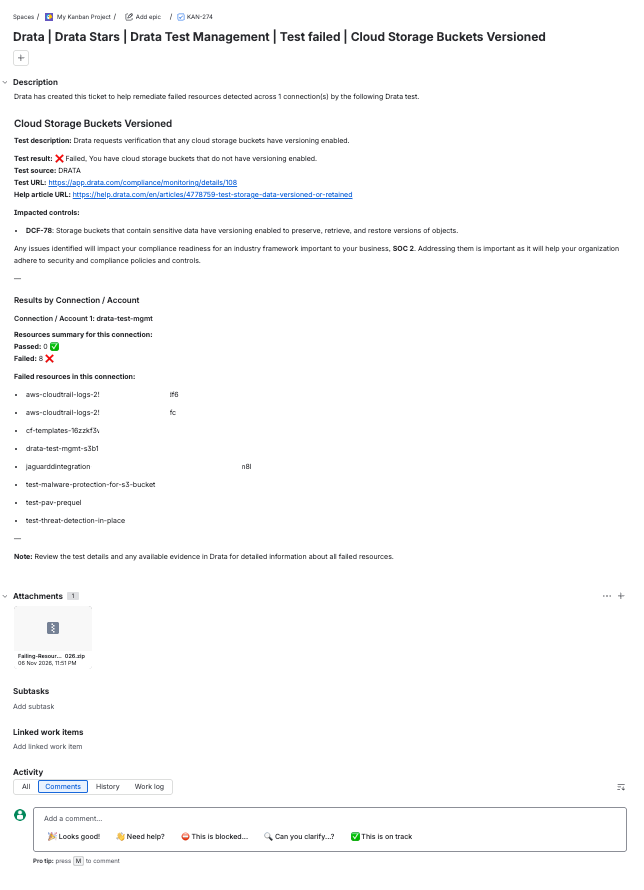 Spaces / My Kanban Project / Add epic / KAN-274
Drata | Drata Stars | Drata Test Management | Test failed | Cloud Storage Buckets Versioned
Description
Drata has created this ticket to help remediate failed resources detected across 1 connection(s) by the following Drata test.
Cloud Storage Buckets Versioned
Test description: Drata requests verification that any cloud storage buckets have versioning enabled.
Test result: ❌ Failed, You have cloud storage buckets that do not have versioning enabled.
Test source: DRATA
Test URL: https://app.drata.com/compliance/monitoring/details/108
Help article URL: https://help.drata.com/en/articles/4778759-test-storage-data-versioned-or-retained
Impacted controls:
• DCF-78: Storage buckets that contain sensitive data have versioning enabled to preserve, retrieve, and restore versions of objects.
Any issues identified will impact your compliance readiness for an industry framework important to your business, SOC 2. Addressing them is important as it will help your organization
adhere to security and compliance policies and controls.
—
Results by Connection / Account
Connection / Account 1: drata-test-mgmt
Resources summary for this connection:
Passed: 0 ✅
Failed: 8 ❌
Failed resources in this connection:
• aws-cloudtrail-logs-2
• aws-cloudtrail-logs-2 fc
• cf-templates-16zzkf3
• drata-test-mgmt-s3b1
• jaguarddintegration
• test-malware-protection-for-s3-bucket
• test-pav-prequel
• test-threat-detection-in-place
—
Note: Review the test details and any available evidence in Drata for detailed information about all failed resources.
Attachments 1
Failing-Resour... 026.zip
06 Nov 2026, 11:51 PM
Subtasks
Add subtask
Linked work items
Add linked work item
Activity
All Comments History Work log
Add a comment...
🎉 Looks good! 👋 Need help? ⛔ This is blocked... 🔍 Can you clarify...? ✅ This is on track
Pro tip: press M to comment